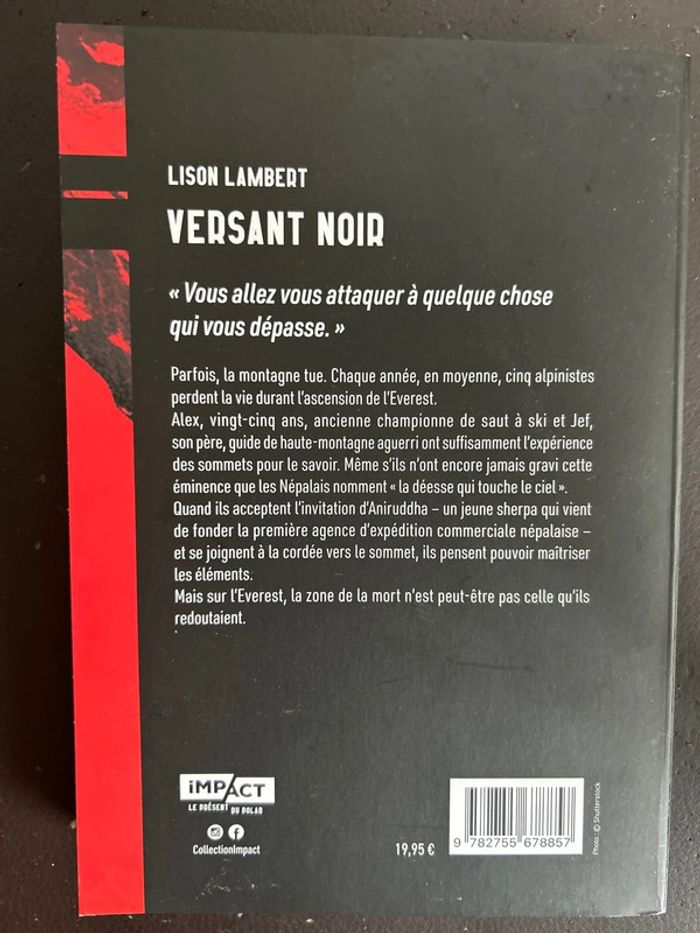 LISON LAMBERT
VERSANT NOIR
« Vous allez vous attaquer à quelque chose
qui vous dépasse. »
Parfois, la montagne tue. Chaque année, en moyenne, cinq alpinistes
perdent la vie durant l'ascension de l'Everest.
Alex, vingt-cinq ans, ancienne championne de saut à ski et Jef,
son père, guide de haute-montagne aguerri ont suffisamment l'expérience
des sommets pour le savoir. Même s'ils n'ont encore jamais gravi cette
éminence que les Népalais nomment « la déesse qui touche le ciel ».
Quand ils acceptent l'invitation d'Aniruddha – un jeune sherpa qui vient
de fonder la première agence d'expédition commerciale népalaise –
et se joignent à la cordée vers le sommet, ils pensent pouvoir maîtriser
les éléments.
Mais sur l'Everest, la zone de la mort n'est peut-être pas celle qu'ils
redoutaient.
iMPACT
LE PRÉSENT DU POLAR
CollectionImpact
19,95 €
9 782755 678857
Photo : © Shutterstock